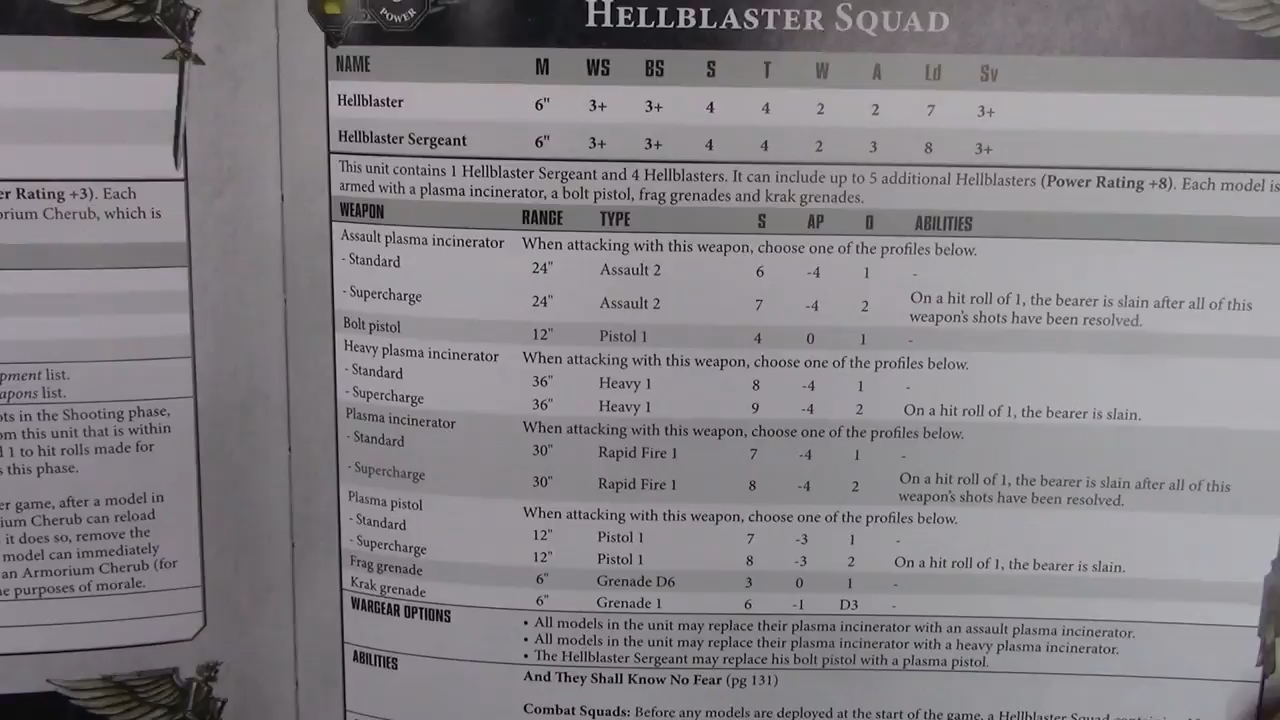 POWER
HELLBLASTER SQUAD
NAME M WS BS S T W A Ld Sv
Hellblaster 6" 3+ 3+ 4 4 2 2 7 3+
Hellblaster Sergeant 6" 3+ 3+ 4 4 2 3 8 3+
This unit contains 1 Hellblaster Sergeant and 4 Hellblasters. It can include up to 5 additional Hellblasters (Power Rating +8). Each model is
armed with a plasma incinerator, a bolt pistol, frag grenades and krak grenades.
WEAPON RANGE TYPE S AP D ABILITIES
Assault plasma incinerator When attacking with this weapon, choose one of the profiles below.
- Standard 24" Assault 2 6 -4 1 -
- Supercharge 24" Assault 2 7 -4 2 On a hit roll of 1, the bearer is slain after all of this
weapon's shots have been resolved.
Bolt pistol 12" Pistol 1 4 0 1 -
Heavy plasma incinerator When attacking with this weapon, choose one of the profiles below.
- Standard 36" Heavy 1 8 -4 1 -
- Supercharge 36" Heavy 1 9 -4 2 On a hit roll of 1, the bearer is slain.
Plasma incinerator When attacking with this weapon, choose one of the profiles below.
- Standard 30" Rapid Fire 1 7 -4 1 -
- Supercharge 30" Rapid Fire 1 8 -4 2 On a hit roll of 1, the bearer is slain after all of this
weapon's shots have been resolved.
Plasma pistol When attacking with this weapon, choose one of the profiles below.
- Standard 12" Pistol 1 7 -3 1 -
- Supercharge 12" Pistol 1 8 -3 2 On a hit roll of 1, the bearer is slain.
Frag grenade 6" Grenade D6 3 0 1 -
Krak grenade 6" Grenade 1 6 -1 D3 -
WARGEAR OPTIONS • All models in the unit may replace their plasma incinerator with an assault plasma incinerator.
• All models in the unit may replace their plasma incinerator with a heavy plasma incinerator.
• The Hellblaster Sergeant may replace his bolt pistol with a plasma pistol.
ABILITIES And They Shall Know No Fear (pg 131)
Combat Squads: Before any models are deployed at the start of the game, a Hellblaster Squad
er Rating +3). Each
orium Cherub, which is
pment list.
apons list.
ots in the Shooting phase,
om this unit that is within
d 1 to hit rolls made for
s this phase.
er game, after a model in
ium Cherub can reload
it does so, remove the
model can immediately
an Armorium Cherub (for
e purposes of morale.